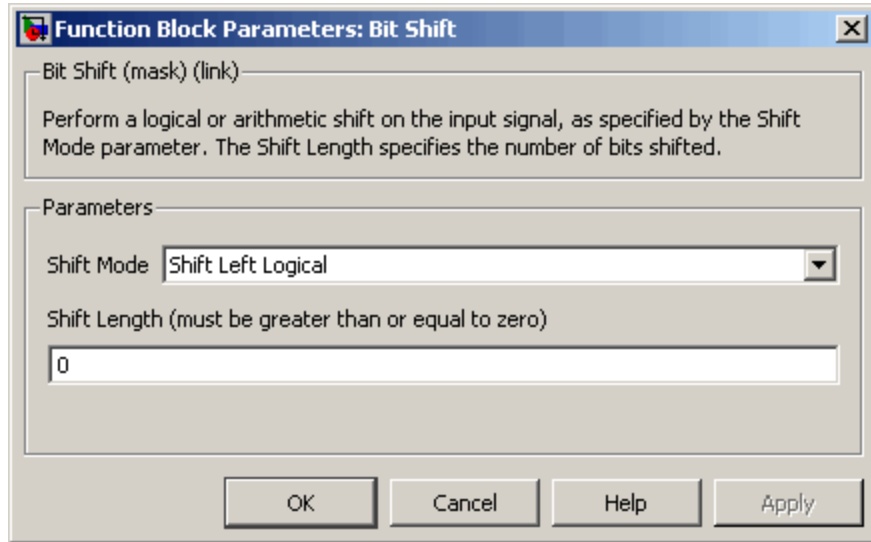 Function Block Parameters: Bit Shift
Bit Shift (mask) (link)
Perform a logical or arithmetic shift on the input signal, as specified by the Shift
Mode parameter. The Shift Length specifies the number of bits shifted.
Parameters
Shift Mode Shift Left Logical
Shift Length (must be greater than or equal to zero)
0
OK Cancel Help Apply